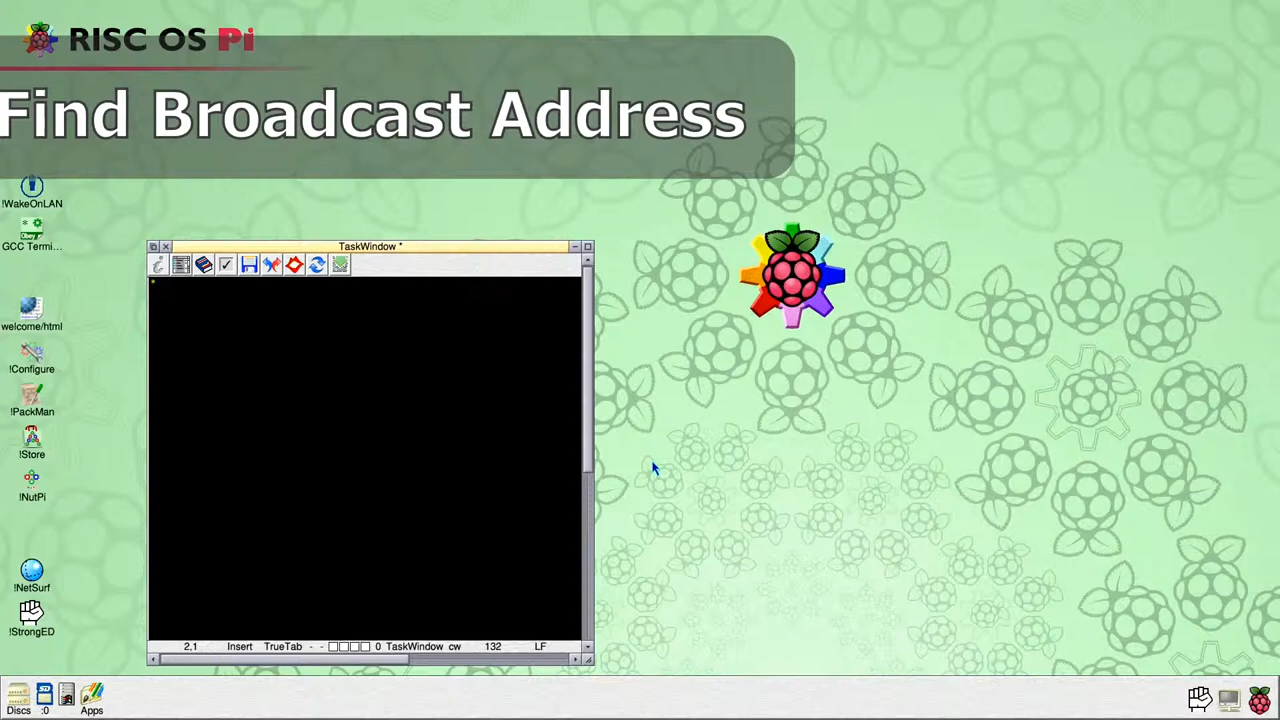 RISC OS Pi
Find Broadcast Address
!WakeOnLAN
GCC Termi...
welcome/html
!Configure
!PackMan
!Store
!NutPi
!NetSurf
!StrongED
TaskWindow *
*
2,1 Insert TrueTab - - 0 TaskWindow cw 132 LF
Discs :0 Apps